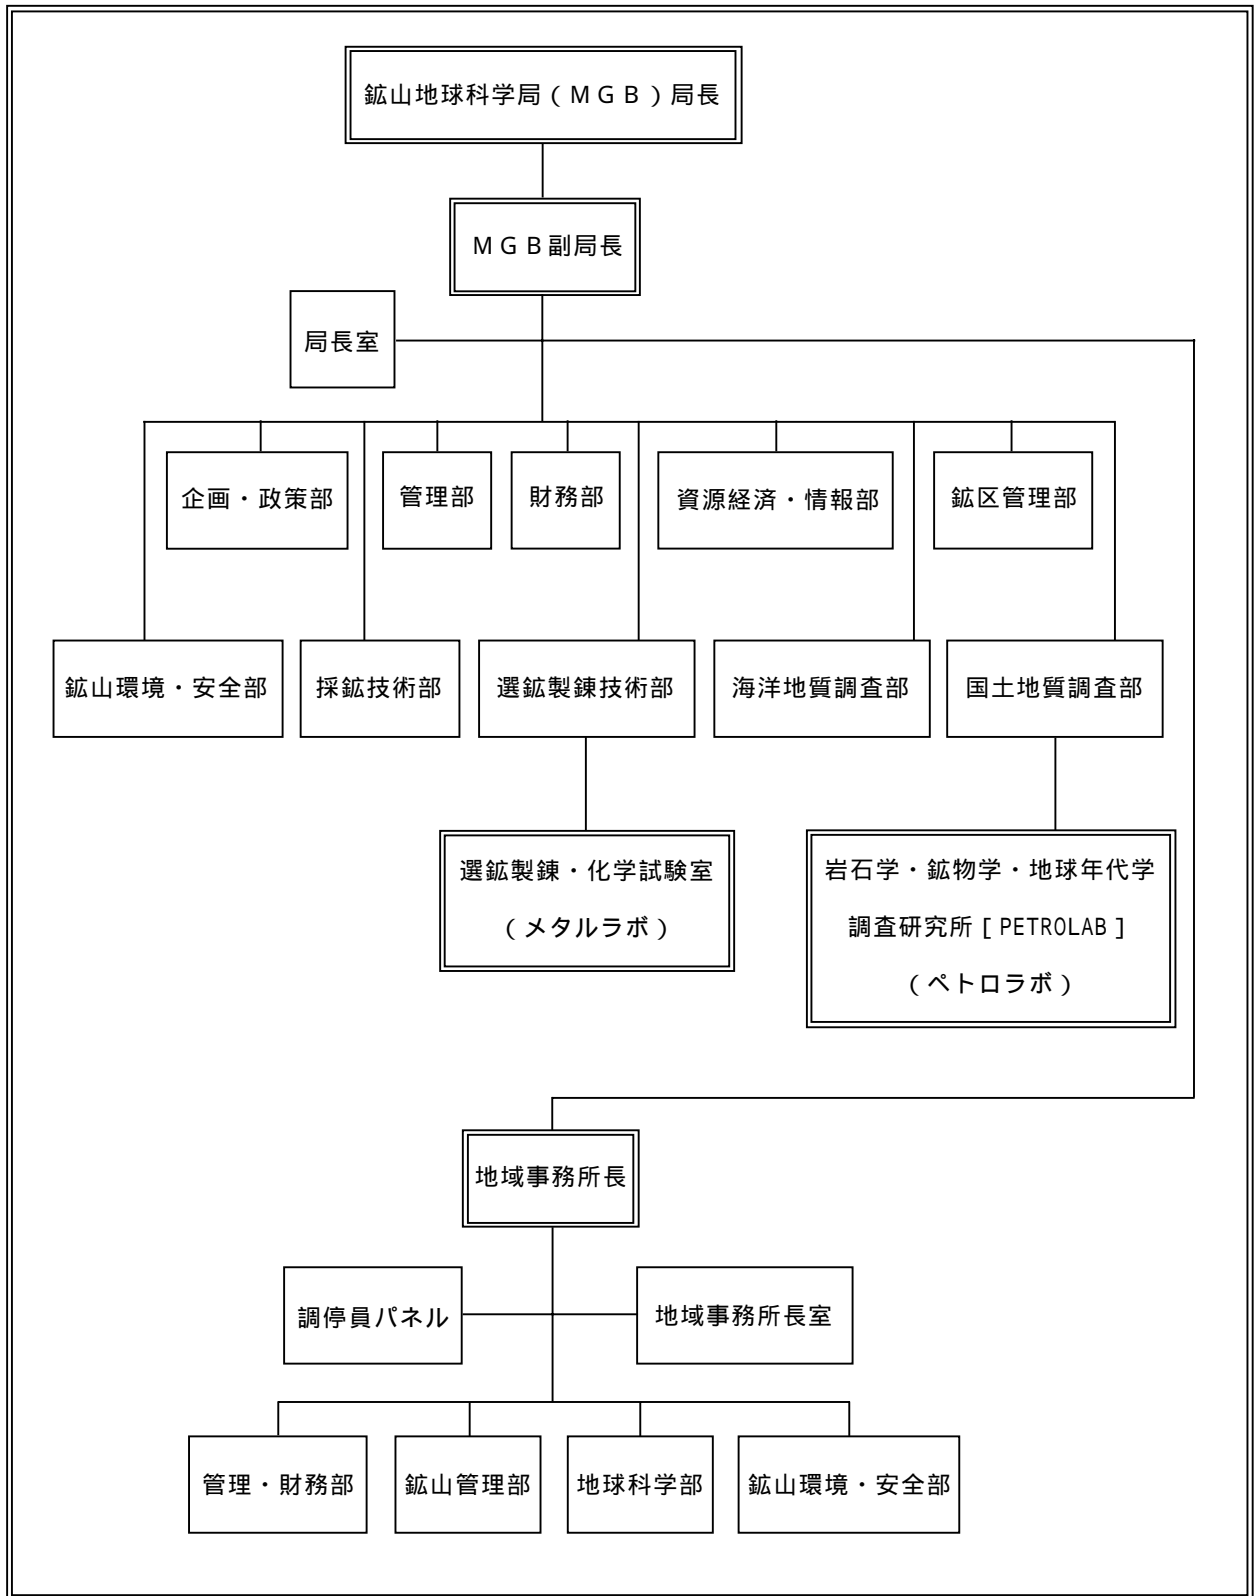 鉱山地球科学局（ＭＧＢ）局長
ＭＧＢ副局長
局長室
企画・政策部
管理部
財務部
資源経済・情報部
鉱区管理部
鉱山環境・安全部
採鉱技術部
選鉱製錬技術部
海洋地質調査部
国土地質調査部
選鉱製錬・化学試験室
（メタルラボ）
岩石学・鉱物学・地球年代学
調査研究所［PETROLAB］
（ペトロラボ）
地域事務所長
調停員パネル
地域事務所長室
管理・財務部
鉱山管理部
地球科学部
鉱山環境・安全部